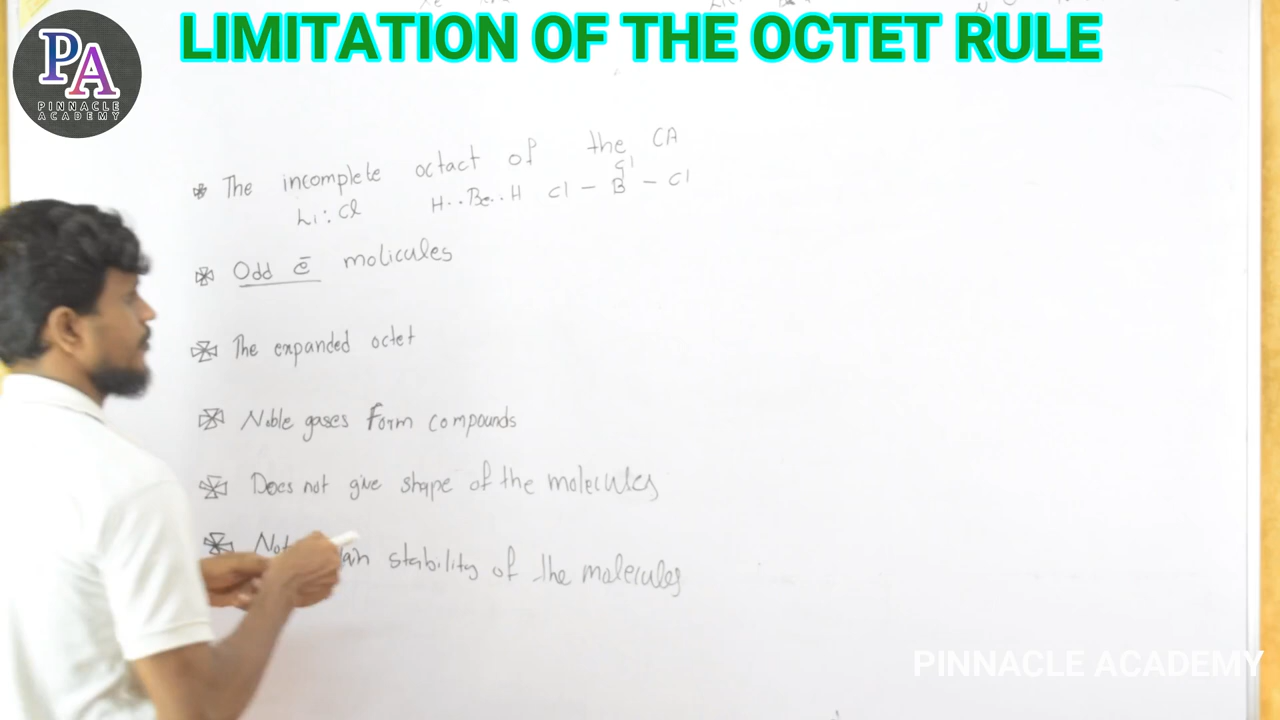 LIMITATION OF THE OCTET RULE
PA
PINNACLE
ACADEMY
The incomplete octact of the CA
Cl
Li : Cl H..Be..H Cl - B - Cl
Odd ē molicules
The expanded octet
Noble gases form compounds
Does not give shape of the molecules
stability of the molecules
PINNACLE ACADEMY